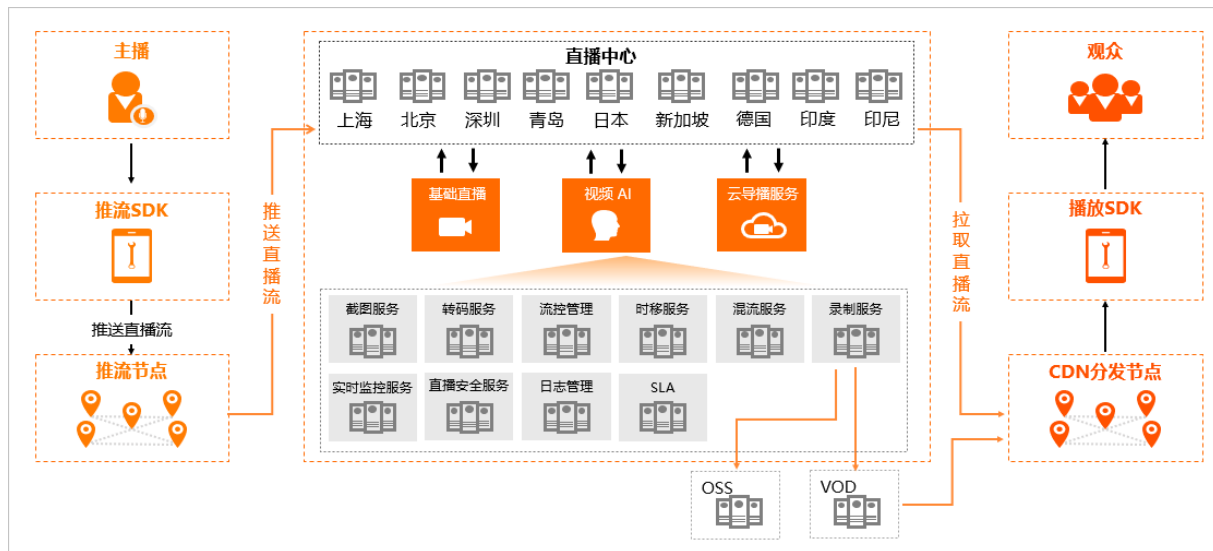 主播
推流SDK
推送直播流
推流节点
推送直播流
直播中心
上海
北京
深圳
青岛
日本
新加坡
德国
印度
印尼
基础直播
视频 AI
云导播服务
截图服务
转码服务
流控管理
时移服务
混流服务
录制服务
实时监控服务
直播安全服务
日志管理
SLA
OSS
VOD
拉取直播流
观众
播放SDK
CDN分发节点